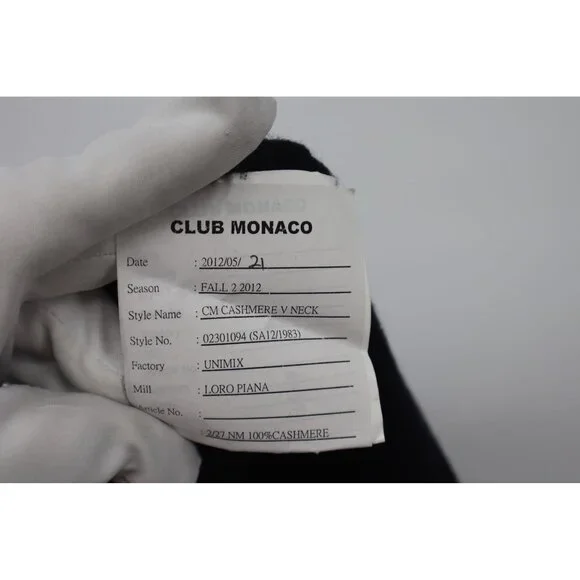 CLUB MONACO
Date : 2012/05/ 21
Season : FALL 2 2012
Style Name : CM CASHMERE V NECK
Style No. : 02301094 (SA12/1983)
Factory : UNIMIX
Mill : LORO PIANA
Article No. :
2/27 NM 100%CASHMERE